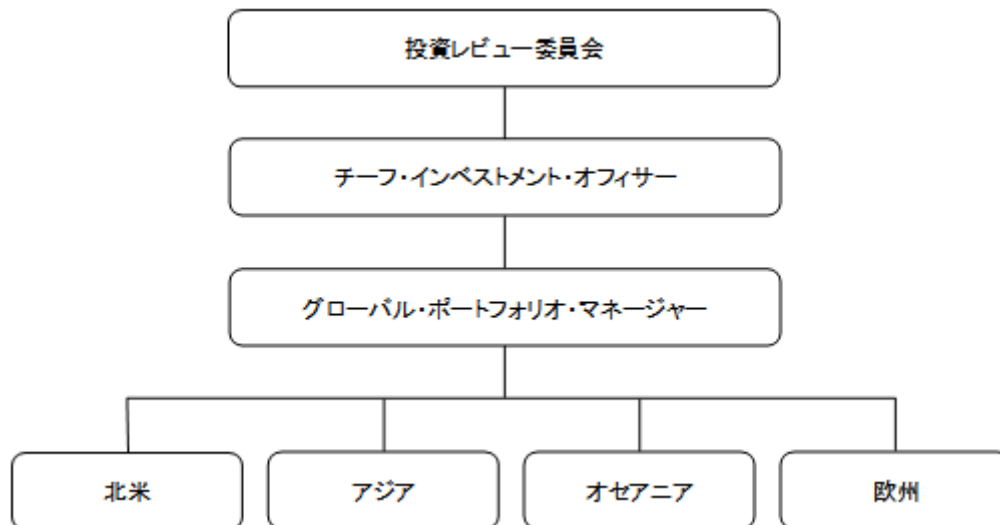 投資レビュー委員会
チーフ・インベストメント・オフィサー
グローバル・ポートフォリオ・マネージャー
北米
アジア
オセアニア
欧州